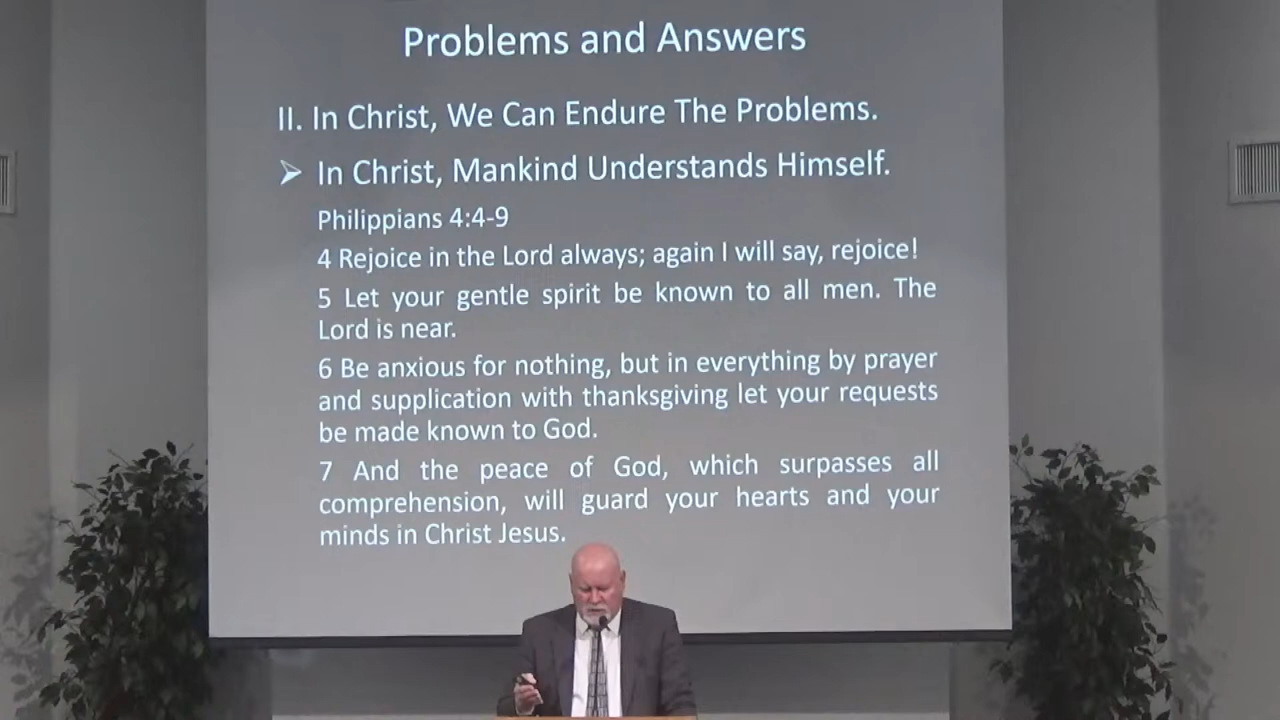 Problems and Answers
II. In Christ, We Can Endure The Problems.
➢ In Christ, Mankind Understands Himself.
Philippians 4:4-9
4 Rejoice in the Lord always; again I will say, rejoice!
5 Let your gentle spirit be known to all men. The
Lord is near.
6 Be anxious for nothing, but in everything by prayer
and supplication with thanksgiving let your requests
be made known to God.
7 And the peace of God, which surpasses all
comprehension, will guard your hearts and your
minds in Christ Jesus.